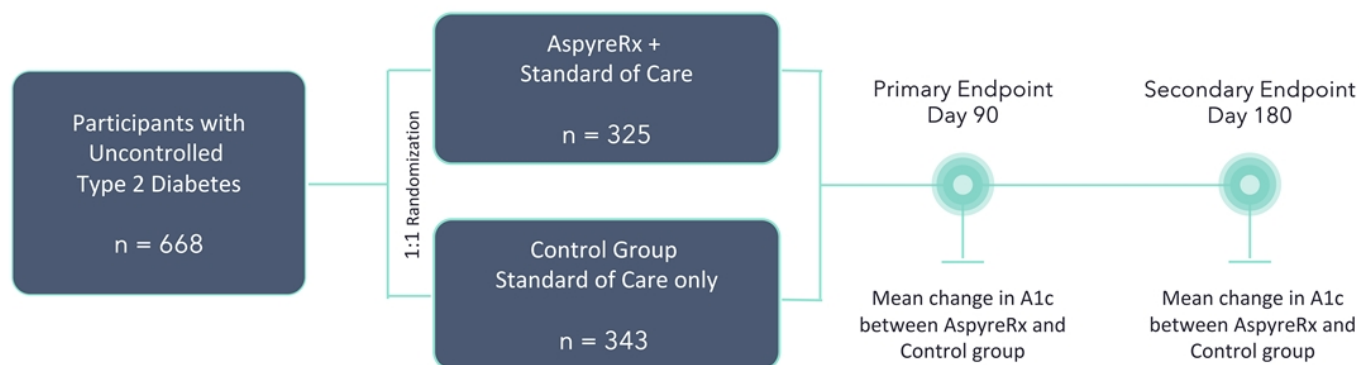 Participants with
Uncontrolled
Type 2 Diabetes
n = 668
1:1 Randomization
AspyreRx +
Standard of Care
n = 325
Control Group
Standard of Care only
n = 343
Primary Endpoint
Day 90
Mean change in A1c
between AspyreRx and
Control group
Secondary Endpoint
Day 180
Mean change in A1c
between AspyreRx and
Control group